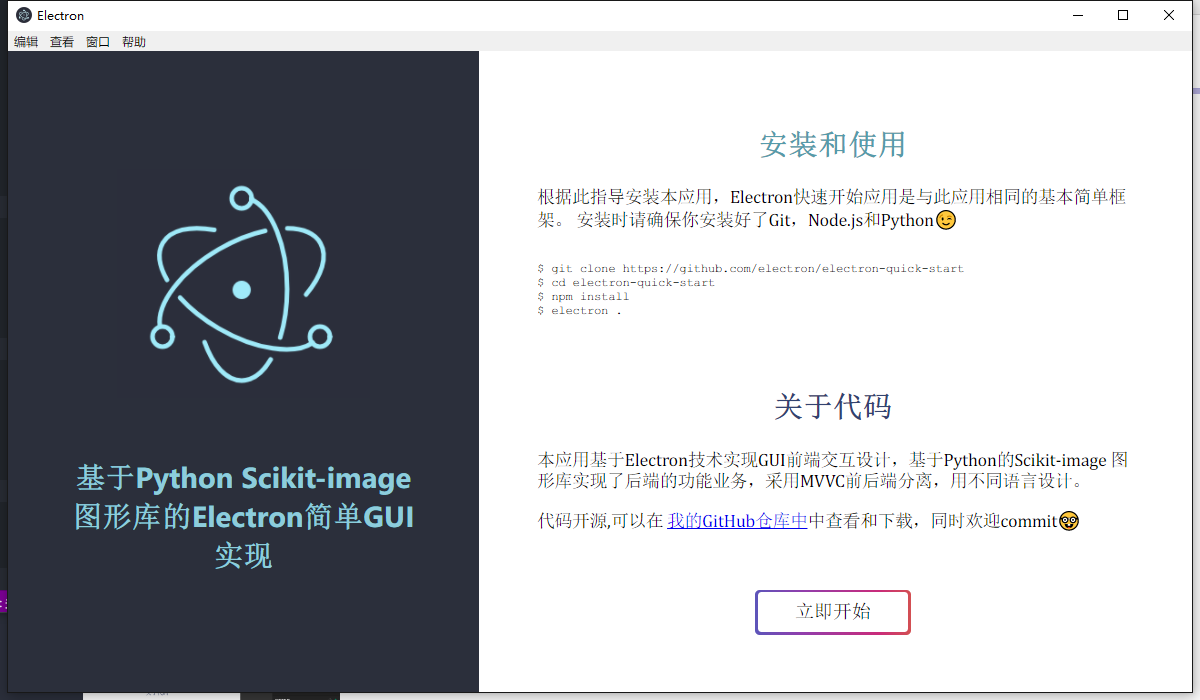 Electron
编辑 查看 窗口 帮助
基于Python Scikit-image
图形库的Electron简单GUI
实现
安装和使用
根据此指导安装本应用，Electron快速开始应用是与此应用相同的基本简单框
架。 安装时请确保你安装好了Git，Node.js和Python😉
$ git clone https://github.com/electron/electron-quick-start
$ cd electron-quick-start
$ npm install
$ electron .
关于代码
本应用基于Electron技术实现GUI前端交互设计，基于Python的Scikit-image 图
形库实现了后端的功能业务，采用MVVC前后端分离，用不同语言设计。
代码开源,可以在 我的GitHub仓库中中查看和下载，同时欢迎commit🤓
立即开始